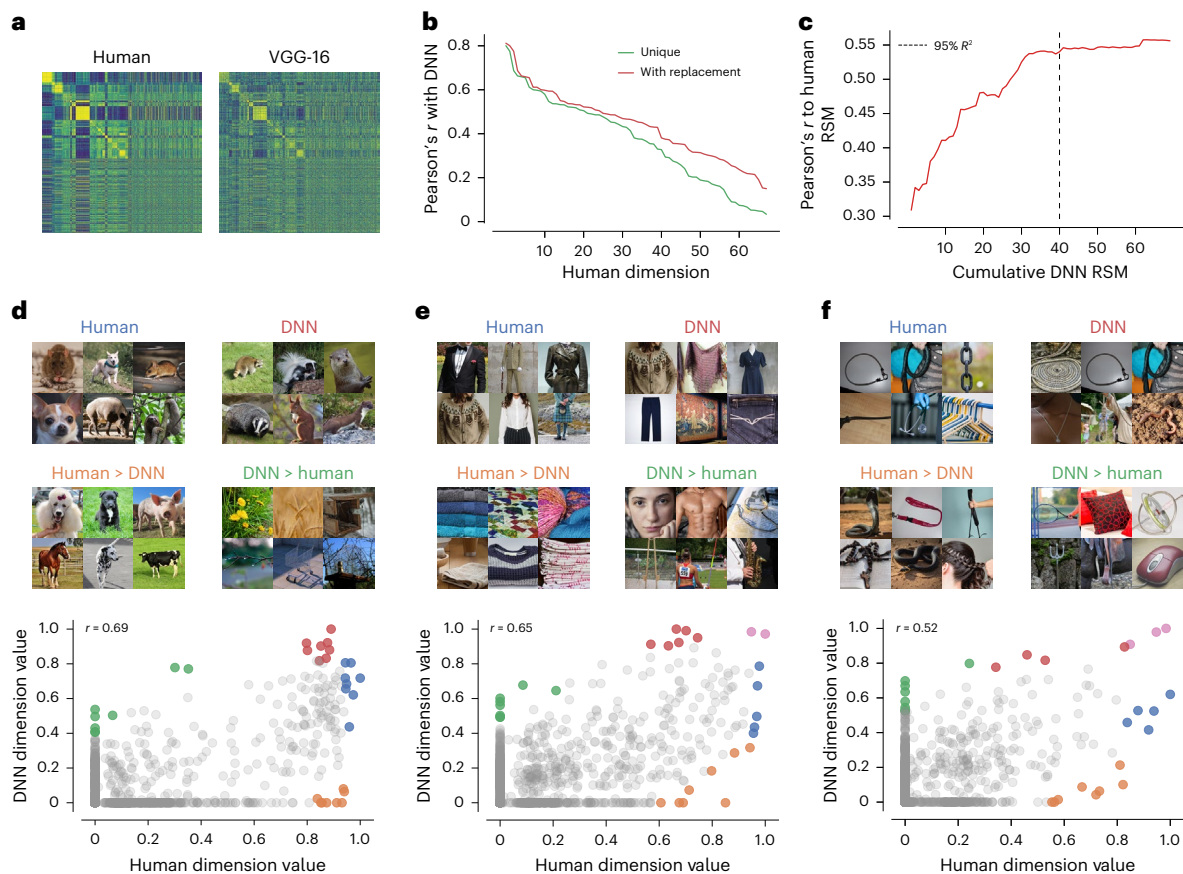 a
Human
VGG-16
b
Pearson's r with DNN
0.8
0.6
0.4
0.2
0
Unique
With replacement
10 20 30 40 50 60
Human dimension
c
Pearson's r to human
RSM
0.55
0.50
0.45
0.40
0.35
0.30
95% R²
10 20 30 40 50 60
Cumulative DNN RSM
d
Human
DNN
Human > DNN
DNN > human
DNN dimension value
1.0
0.8
0.6
0.4
0.2
0
r = 0.69
0 0.2 0.4 0.6 0.8 1.0
Human dimension value
e
Human
DNN
Human > DNN
DNN > human
DNN dimension value
1.0
0.8
0.6
0.4
0.2
0
r = 0.65
0 0.2 0.4 0.6 0.8 1.0
Human dimension value
f
Human
DNN
Human > DNN
DNN > human
DNN dimension value
1.0
0.8
0.6
0.4
0.2
0
r = 0.52
0 0.2 0.4 0.6 0.8 1.0
Human dimension value